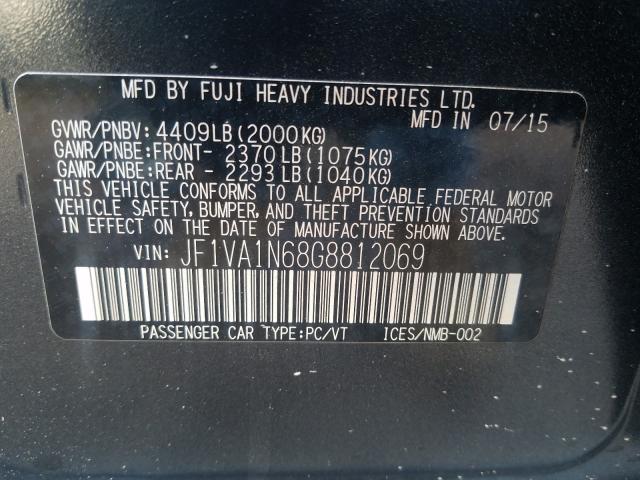 MFD BY FUJI HEAVY INDUSTRIES LTD.
MFD IN 07/15
GVWR/PNBV: 4409LB(2000KG)
GAWR/PNBE:FRONT- 2370LB(1075KG)
GAWR/PNBE:REAR - 2293LB(1040KG)
THIS VEHICLE CONFORMS TO ALL APPLICABLE FEDERAL MOTOR
VEHICLE SAFETY, BUMPER, AND THEFT PREVENTION STANDARDS
IN EFFECT ON THE DATE OF MANUFACTURE SHOWN ABOVE.
VIN: JF1VA1N68G8812069
PASSENGER CAR TYPE:PC/VT ICES/NMB-002